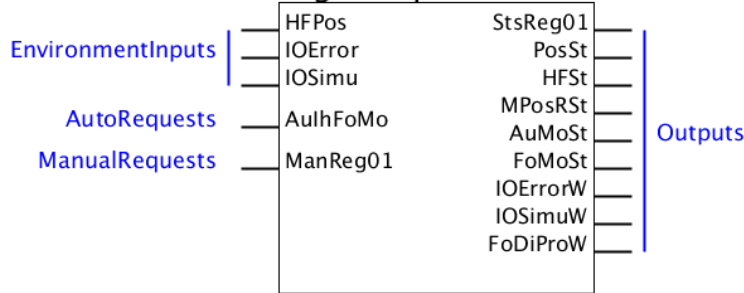 HFPos
StsReg01
EnvironmentInputs
IOError
PosSt
IOSimu
HFSt
MPosRSt
AutoRequests
AuIhFoMo
AuMoSt
Outputs
ManualRequests
ManReg01
FoMoSt
IOErrorW
IOSimuW
FoDiProW